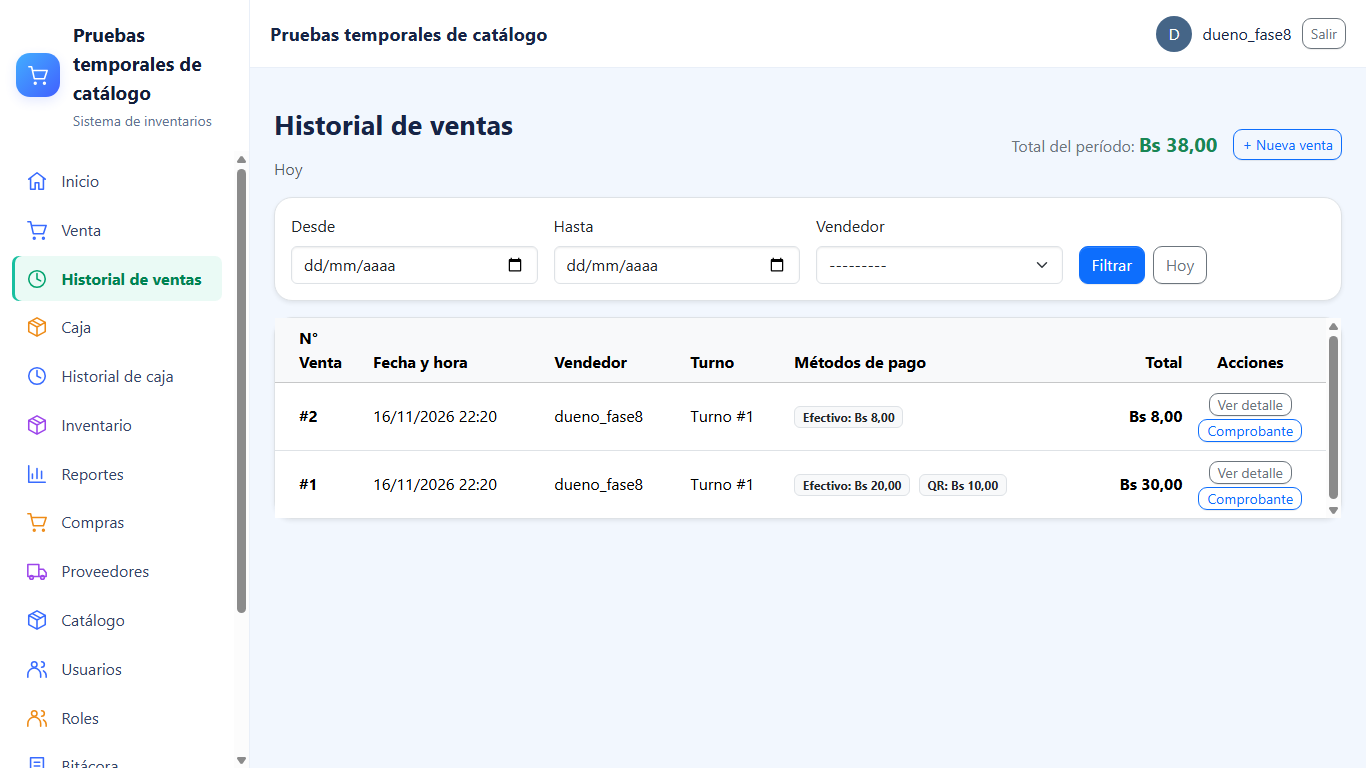 Pruebas
temporales de
catálogo
Sistema de inventarios
Inicio
Venta
Historial de ventas
Caja
Historial de caja
Inventario
Reportes
Compras
Proveedores
Catálogo
Usuarios
Roles
Bitácora
Pruebas temporales de catálogo
D dueno_fase8 Salir
Historial de ventas
Hoy
Total del período: Bs 38,00 + Nueva venta
Desde Hasta Vendedor
dd/mm/aaaa dd/mm/aaaa --------- Filtrar Hoy
N°
Venta Fecha y hora Vendedor Turno Métodos de pago Total Acciones
#2 16/11/2026 22:20 dueno_fase8 Turno #1 Efectivo: Bs 8,00 Bs 8,00 Ver detalle
Comprobante
#1 16/11/2026 22:20 dueno_fase8 Turno #1 Efectivo: Bs 20,00 QR: Bs 10,00 Bs 30,00 Ver detalle
Comprobante